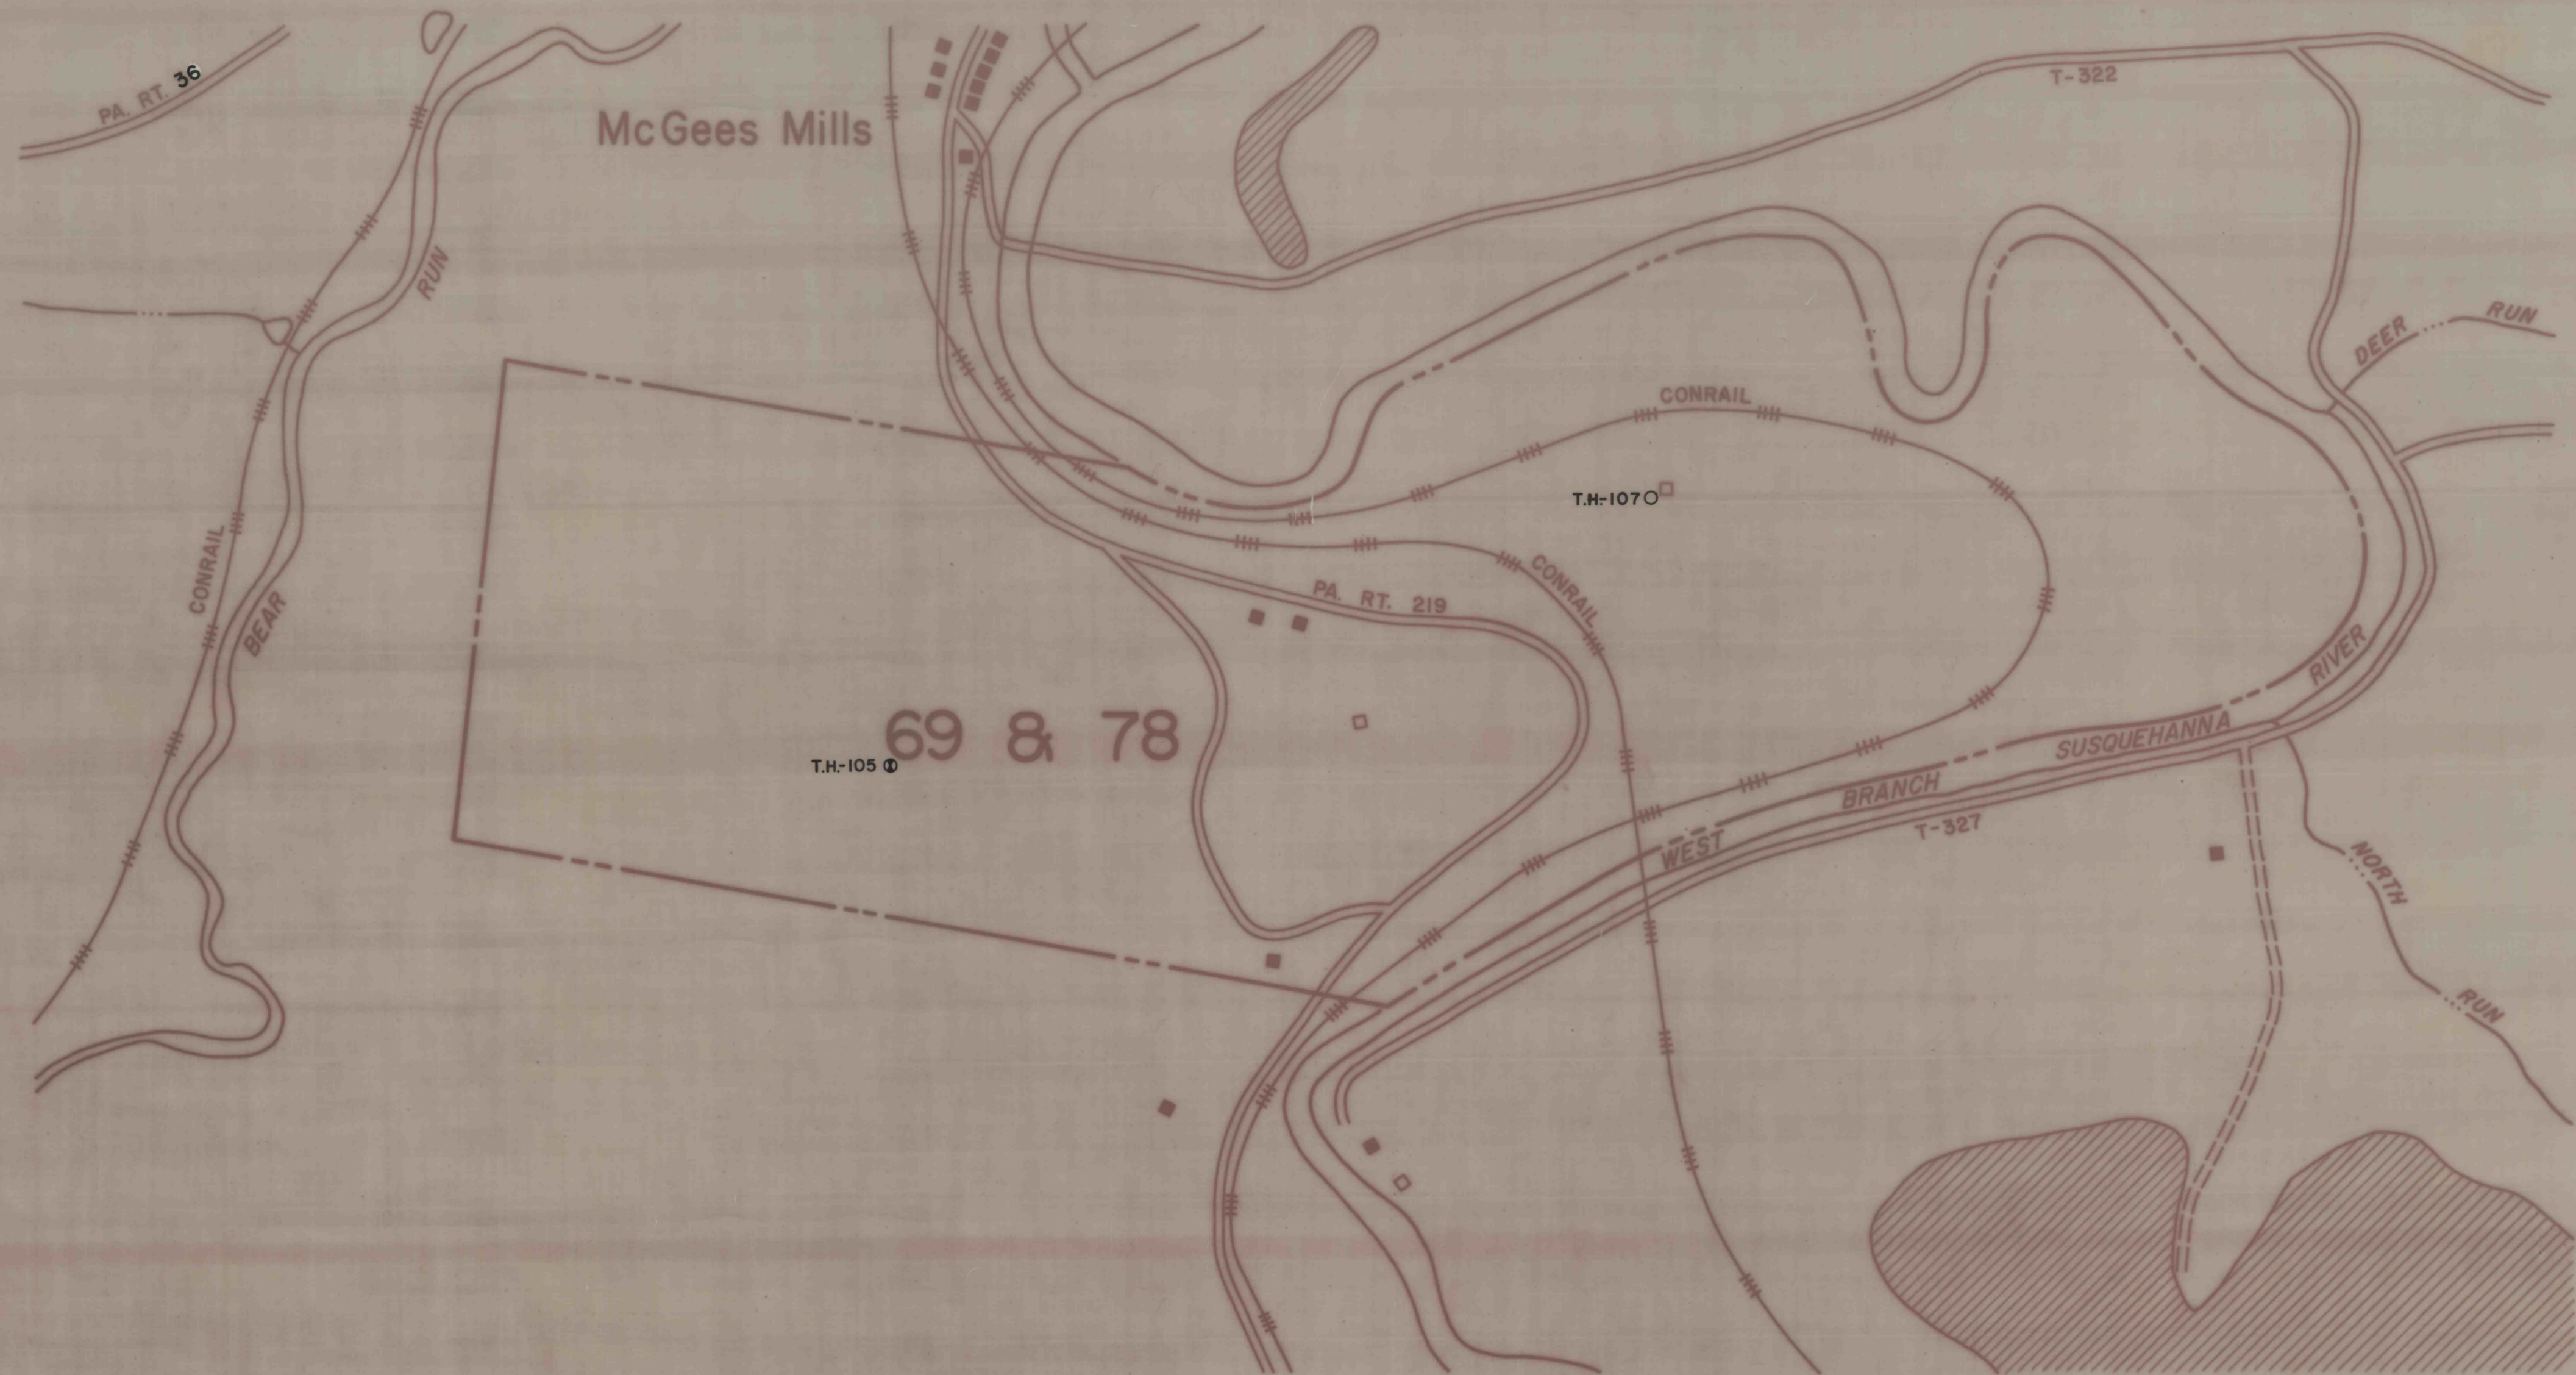 PA. RT. 36
T-322
McGees Mills
RUN
DEER RUN
CONRAIL
T.H.-107
CONRAIL
CONRAIL
BEAR
PA. RT. 219
RIVER
69 & 78
T.H.-105
SUSQUEHANNA
BRANCH
T-327
WEST
NORTH
RUN